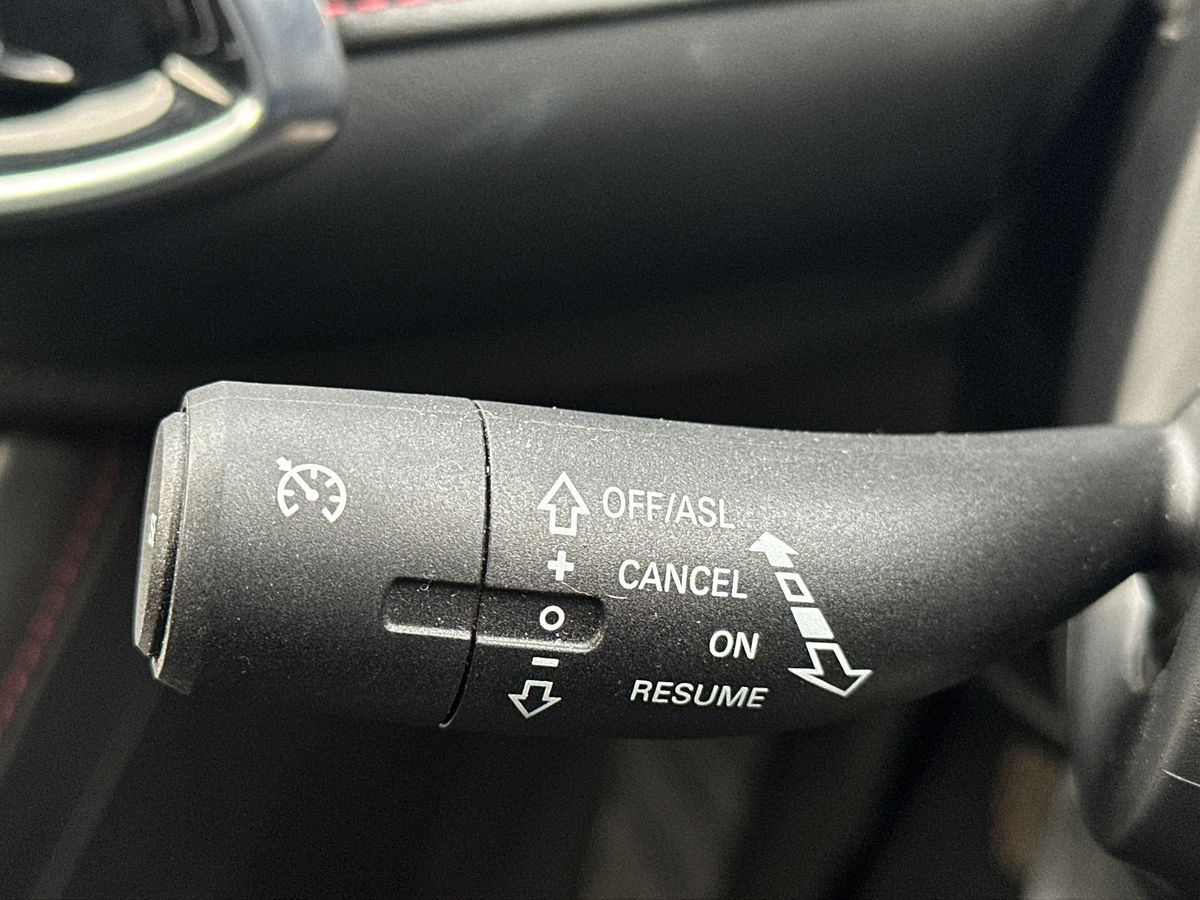 OFF/ASL
+
CANCEL
O
ON
-
RESUME